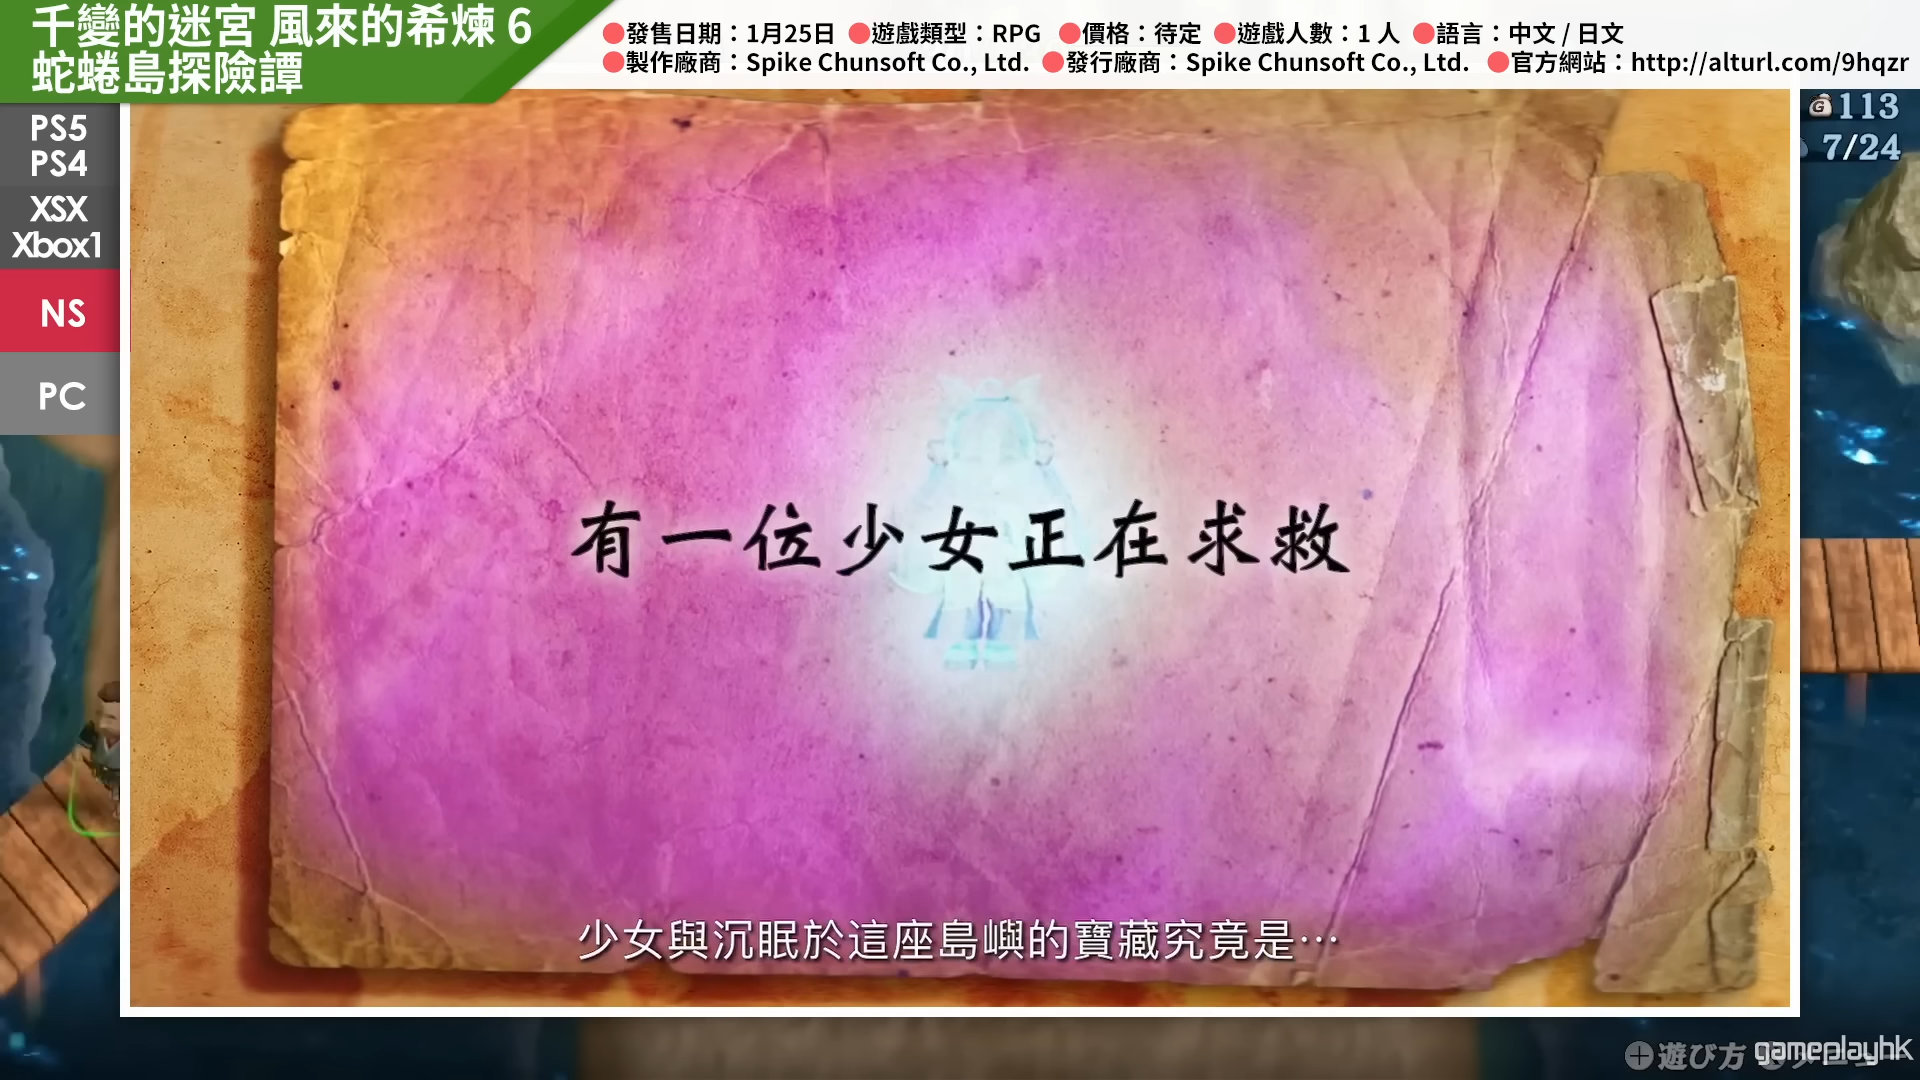 千變的迷宮 風來的希煉 6
蛇蜷島探險譚
●發售日期：1月25日 ●遊戲類型：RPG ●價格：待定 ●遊戲人數：1 人 ●語言：中文 / 日文
●製作廠商：Spike Chunsoft Co., Ltd. ●發行廠商：Spike Chunsoft Co., Ltd. ●官方網站：http://alturl.com/9hqzr
PS5
PS4
XSX
Xbox1
NS
PC
G 113
7/24
有一位少女正在求救
少女與沉眠於這座島嶼的寶藏究竟是…
遊び方
gameplayhk